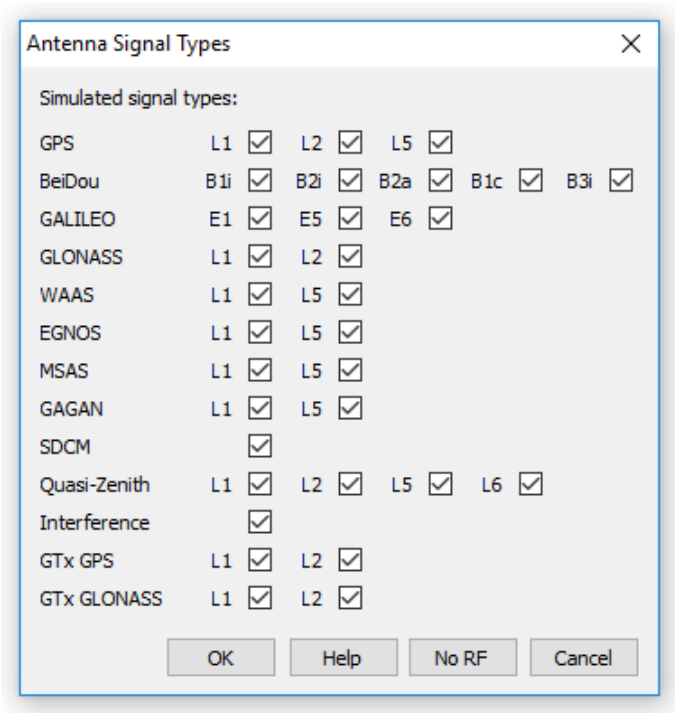 Antenna Signal Types
Simulated signal types:
GPS L1 L2 L5
BeiDou B1i B2i B2a B1c B3i
GALILEO E1 E5 E6
GLONASS L1 L2
WAAS L1 L5
EGNOS L1 L5
MSAS L1 L5
GAGAN L1 L5
SDCM
Quasi-Zenith L1 L2 L5 L6
Interference
GTx GPS L1 L2
GTx GLONASS L1 L2
OK Help No RF Cancel